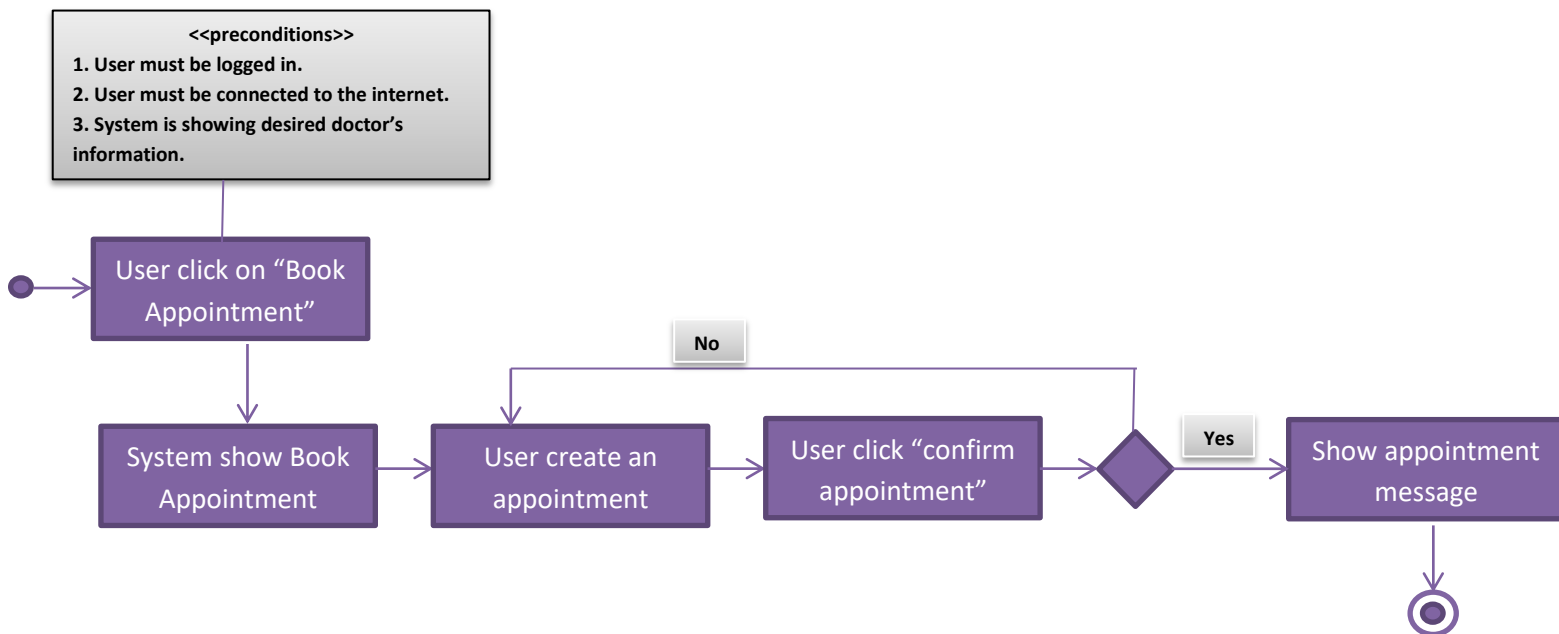 <<preconditions>>
1. User must be logged in.
2. User must be connected to the internet.
3. System is showing desired doctor’s
information.
User click on “Book
Appointment”
System show Book
Appointment
User create an
appointment
User click “confirm
appointment”
No
Yes
Show appointment
message